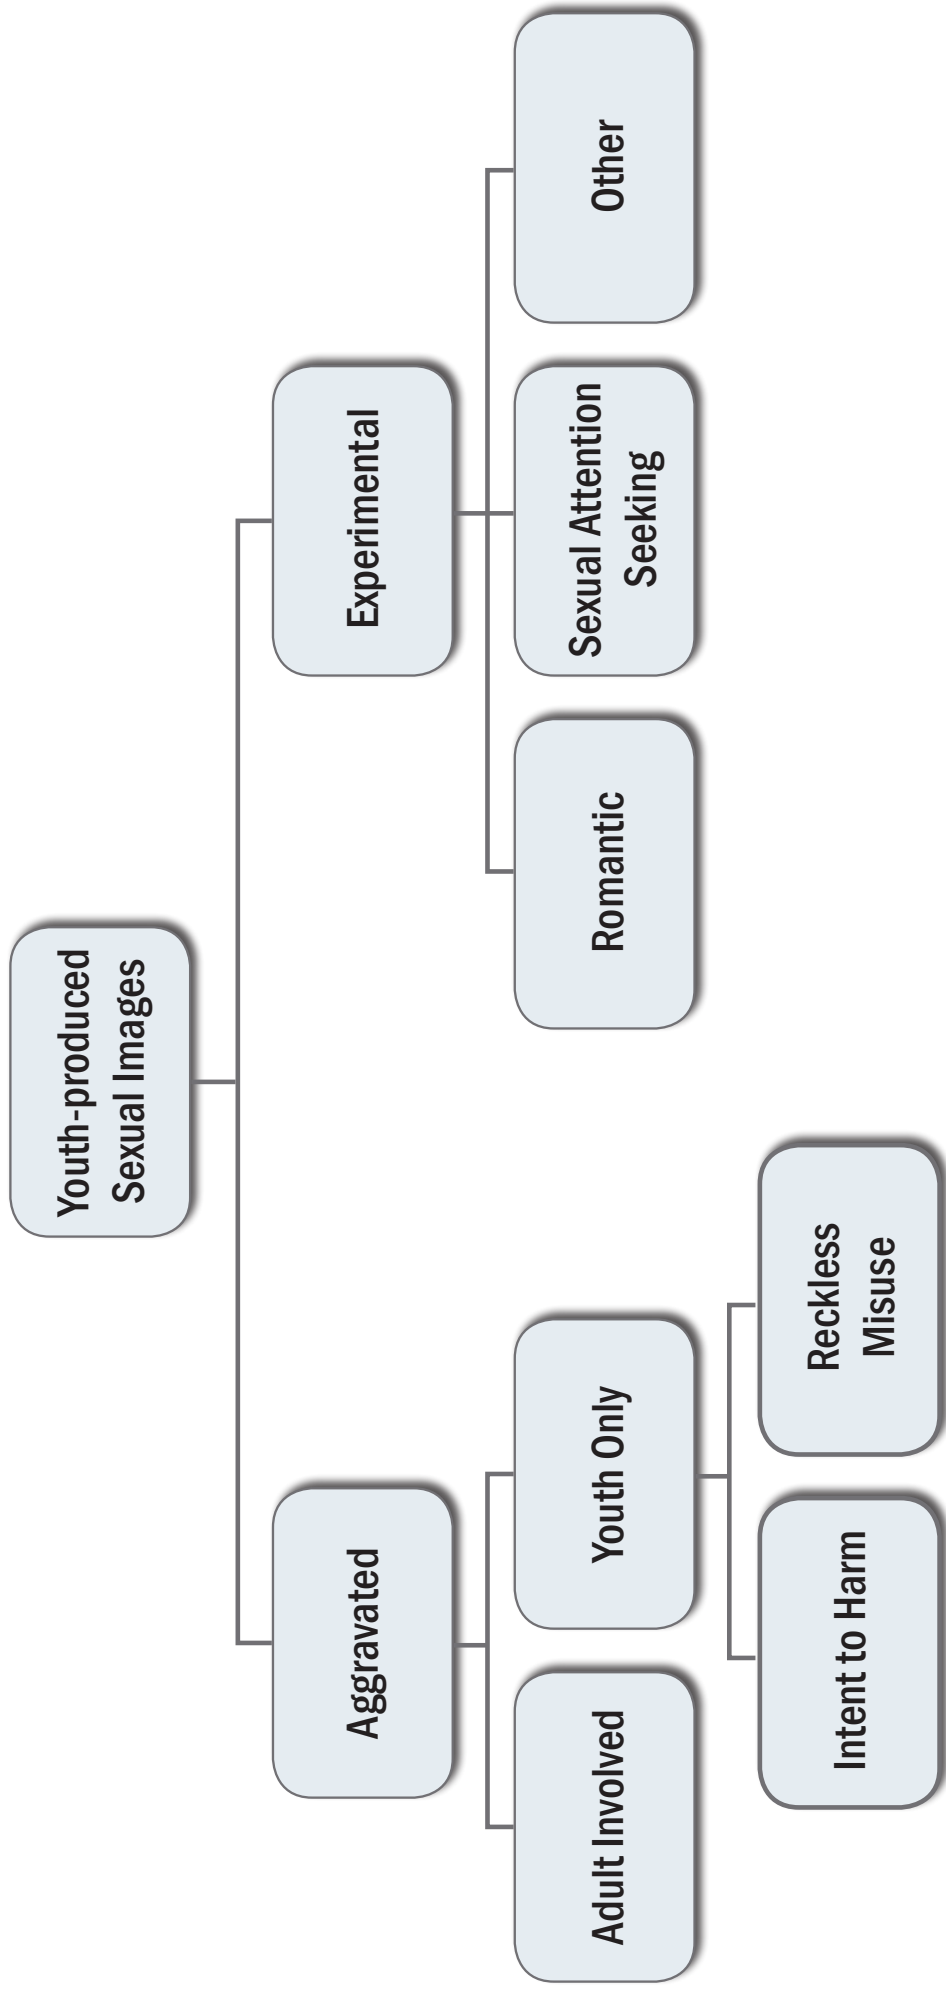 Youth-produced
Sexual Images
Aggravated
Experimental
Adult Involved
Youth Only
Romantic
Sexual Attention
Seeking
Other
Intent to Harm
Reckless
Misuse